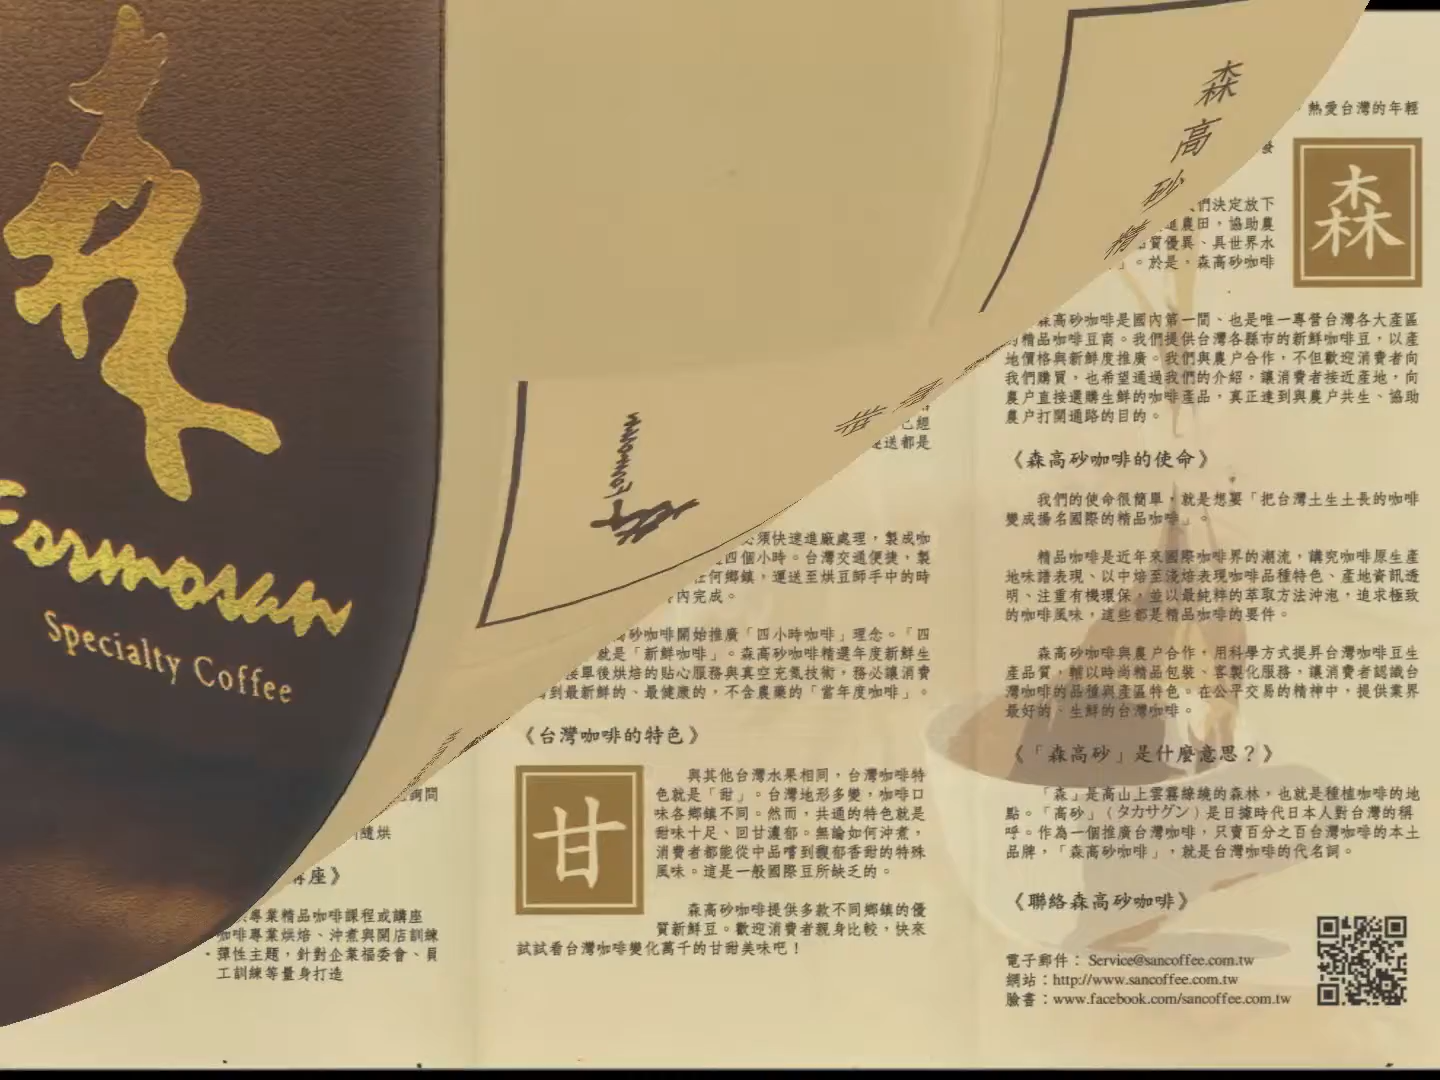 Formosan
Specialty Coffee
森高砂精
熱愛台灣的年輕
森
們決定放下
農田，協助農
質優異、具世界水
」。於是，森高砂咖啡
森高砂咖啡是國內第一間、也是唯一專營台灣各大產區
的精品咖啡豆商。我們提供台灣各縣市的新鮮咖啡豆，以產
地價格與新鮮度推廣。我們與農户合作，不但歡迎消費者向
我們購買，也希望通過我們的介紹，讓消費者接近產地，向
農户直接選購生鮮的咖啡產品，真正達到與農户共生、協助
農户打開通路的目的。
《森高砂咖啡的使命》
我們的使命很簡單，就是想要「把台灣土生土長的咖啡
變成揚名國際的精品咖啡」。
精品咖啡是近年來國際咖啡界的潮流，講究咖啡原生產
地味譜表現、以中焙至淺焙表現咖啡品種特色、產地資訊透
明、注重有機環保，並以最純粹的萃取方法沖泡，追求極致
的咖啡風味，這些都是精品咖啡的要件。
森高砂咖啡與農户合作，用科學方式提昇台灣咖啡豆生
產品質，輔以時尚精品包裝、客製化服務，讓消費者認識台
灣咖啡的品種與產區特色。在公平交易的精神中，提供業界
最好的、生鮮的台灣咖啡。
《「森高砂」是什麼意思？》
「森」是高山上雲霧繚繞的森林，也就是種植咖啡的地
點。「高砂」（タカサグン）是日據時代日本人對台灣的稱
呼。作為一個推廣台灣咖啡，只賣百分之百台灣咖啡的本土
品牌，「森高砂咖啡」，就是台灣咖啡的代名詞。
《聯絡森高砂咖啡》
電子郵件： Service@sancoffee.com.tw
網站：http://www.sancoffee.com.tw
臉書：www.facebook.com/sancoffee.com.tw
已經
送都是
必須快速進廠處理，製成咖
四個小時。台灣交通便捷，製
任何鄉鎮，運送至烘豆師手中的時
內完成。
高砂咖啡開始推廣「四小時咖啡」理念。「四
就是「新鮮咖啡」。森高砂咖啡精選年度新鮮生
接單後烘焙的貼心服務與真空充氮技術，務必讓消費
到最新鮮的、最健康的，不含農藥的「當年度咖啡」。
《台灣咖啡的特色》
甘
與其他台灣水果相同，台灣咖啡特
色就是「甜」。台灣地形多變，咖啡口
味各鄉鎮不同。然而，共通的特色就是
甜味十足、回甘濃郁。無論如何沖煮，
消費者都能從中品嚐到馥郁香甜的特殊
風味。這是一般國際豆所缺乏的。
森高砂咖啡提供多款不同鄉鎮的優
質新鮮豆。歡迎消費者親身比較，快來
試試看台灣咖啡變化萬千的甘甜美味吧！
詢問
隨烘
講座》
專業精品咖啡課程或講座
咖啡專業烘焙、沖煮與開店訓練
彈性主題，針對企業福委會、員
工訓練等量身打造